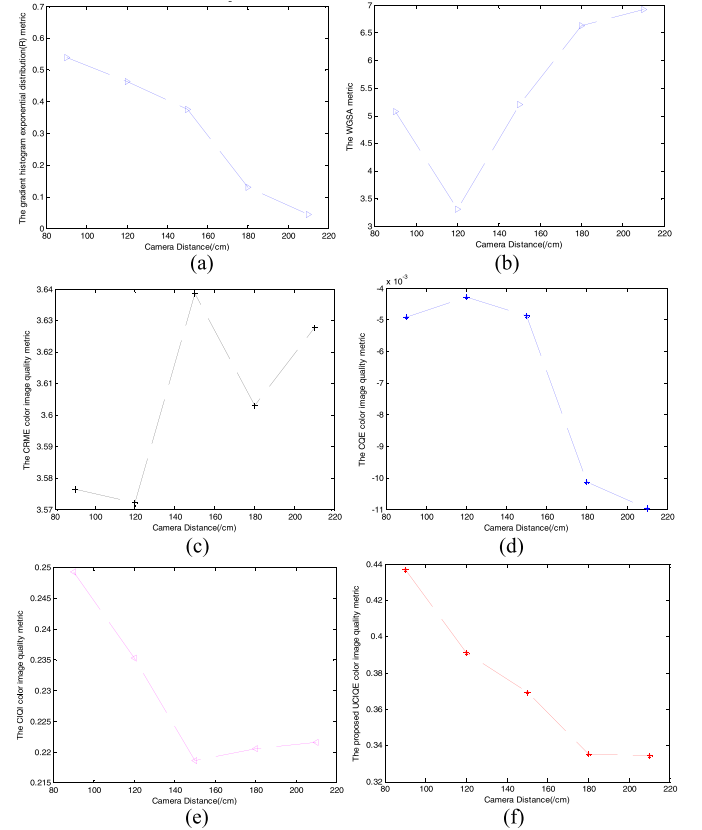 The gradient histogram exponential distribution(R) metric
0.7
0.6
0.5
0.4
0.3
0.2
0.1
0
80 100 120 140 160 180 200 220
Camera Distance(/cm)
(a)
The WGSA metric
7
6.5
6
5.5
5
4.5
4
3.5
3
80 100 120 140 160 180 200 220
Camera Distance(/cm)
(b)
The CRME color image quality metric
3.64
3.63
3.62
3.61
3.6
3.59
3.58
3.57
80 100 120 140 160 180 200 220
Camera Distance(/cm)
(c)
x 10⁻³
The CQE color image quality metric
-4
-5
-6
-7
-8
-9
-10
-11
80 100 120 140 160 180 200 220
Camera Distance(/cm)
(d)
The CIQI color image quality metric
0.25
0.245
0.24
0.235
0.23
0.225
0.22
0.215
80 100 120 140 160 180 200 220
Camera Distance(/cm)
(e)
The proposed UCIQE color image quality metric
0.44
0.42
0.4
0.38
0.36
0.34
0.32
80 100 120 140 160 180 200 220
Camera Distance(/cm)
(f)